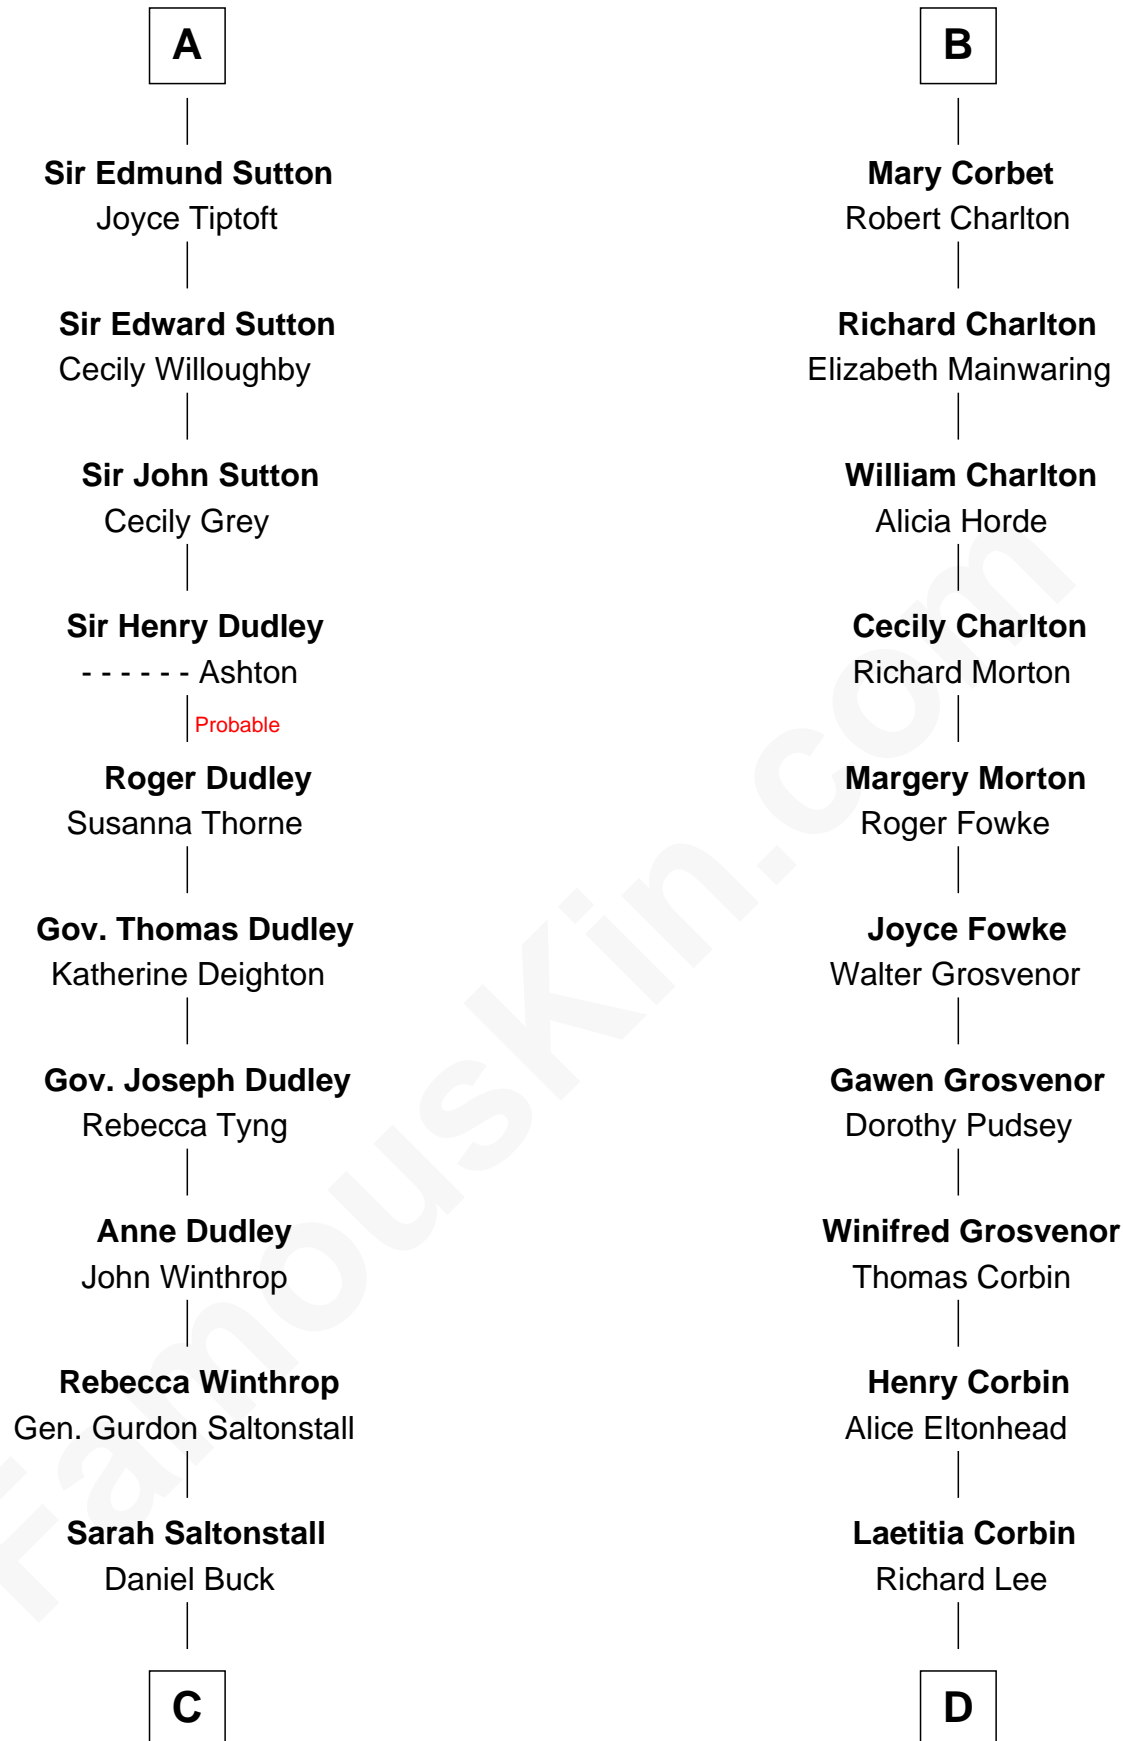 A
Sir Edmund Sutton
Joyce Tiptoft
Sir Edward Sutton
Cecily Willoughby
Sir John Sutton
Cecily Grey
Sir Henry Dudley
- - - - - - Ashton
Probable
Roger Dudley
Susanna Thorne
Gov. Thomas Dudley
Katherine Deighton
Gov. Joseph Dudley
Rebecca Tyng
Anne Dudley
John Winthrop
Rebecca Winthrop
Gen. Gurdon Saltonstall
Sarah Saltonstall
Daniel Buck
C
B
Mary Corbet
Robert Charlton
Richard Charlton
Elizabeth Mainwaring
William Charlton
Alicia Horde
Cecily Charlton
Richard Morton
Margery Morton
Roger Fowke
Joyce Fowke
Walter Grosvenor
Gawen Grosvenor
Dorothy Pudsey
Winifred Grosvenor
Thomas Corbin
Henry Corbin
Alice Eltonhead
Laetitia Corbin
Richard Lee
D
FamousKin.com